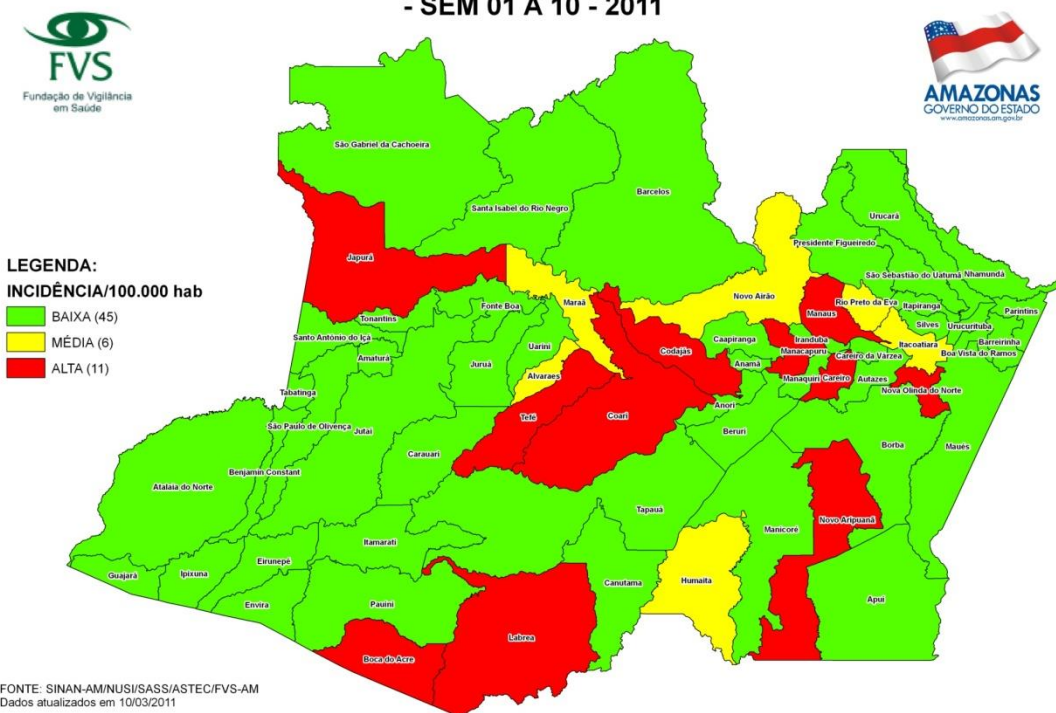 - SEM 01 A 10 - 2011
FVS
Fundação de Vigilância
em Saúde
AMAZONAS
GOVERNO DO ESTADO
www.amazonas.am.gov.br
LEGENDA:
INCIDÊNCIA/100.000 hab
BAIXA (45)
MÉDIA (6)
ALTA (11)
São Gabriel da Cachoeira
Santa Isabel do Rio Negro
Barcelos
Japurá
Urucará
Presidente Figueiredo
São Sebastião do Uatumã
Nhamundá
Novo Airão
Rio Preto da Eva
Itapiranga
Parintins
Maraã
Fonte Boa
Manaus
Tonantins
Silves
Urucurituba
Santo Antônio do Içá
Uarini
Codajás
Caapiranga
Iranduba
Itacoatiara
Barreirinha
Manacapuru
Careiro da Várzea
Boa Vista do Ramos
Amaturá
Juruá
Anamã
Alvaraes
Manaquiri
Careiro
Autazes
Nova Olinda do Norte
Tabatinga
Anori
Tefé
Coari
São Paulo de Olivença
Jutaí
Beruri
Borba
Maués
Carauari
Benjamin Constant
Atalaia do Norte
Tapauá
Novo Aripuanã
Manicoré
Itamarati
Eirunepé
Guajará
Ipixuna
Canutama
Humaita
Envira
Pauini
Apuí
Labrea
Boca do Acre
FONTE: SINAN-AM/NUSI/SASS/ASTEC/FVS-AM
Dados atualizados em 10/03/2011